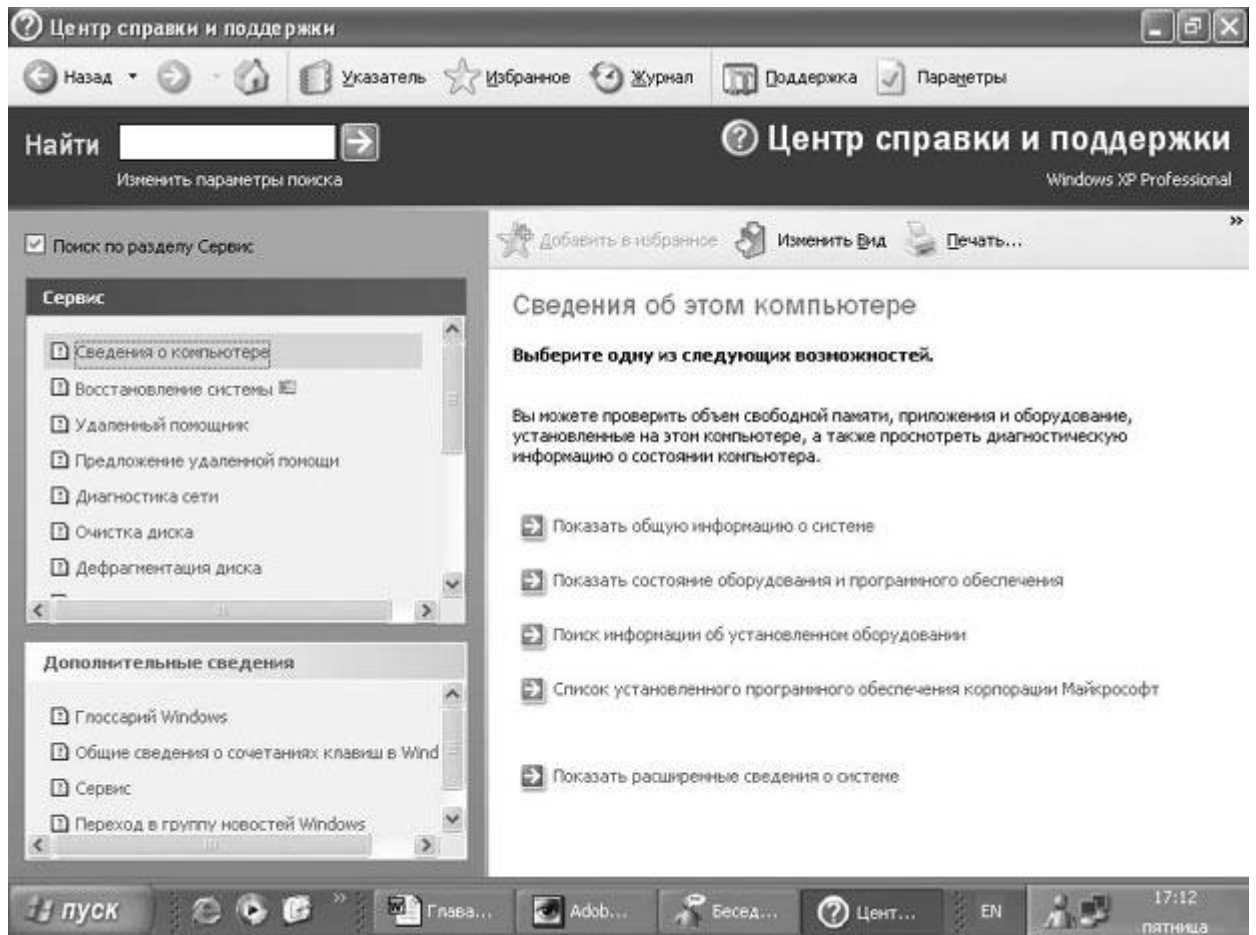 Центр справки и поддержки
Назад
Указатель
Избранное
Журнал
Поддержка
Параметры
Найти
Изменить параметры поиска
Центр справки и поддержки
Windows XP Professional
Поиск по разделу Сервис
Сервис
Сведения о компьютере
Восстановление системы
Удаленный помощник
Предложение удаленной помощи
Диагностика сети
Очистка диска
Дефрагментация диска
Дополнительные сведения
Глоссарий Windows
Общие сведения о сочетаниях клавиш в Wind
Сервис
Переход в группу новостей Windows
Добавить в избранное
Изменить Вид
Печать...
»
Сведения об этом компьютере
Выберите одну из следующих возможностей.
Вы можете проверить объем свободной памяти, приложения и оборудование,
установленные на этом компьютере, а также просмотреть диагностическую
информацию о состоянии компьютера.
Показать общую информацию о системе
Показать состояние оборудования и програмного обеспечения
Поиск информации об установленном оборудовании
Список установленного програмного обеспечения корпорации Майкрософт
Показать расширенные сведения о системе
пуск
»
Глава...
Adob...
Бесед...
Цент...
EN
17:12
пятница